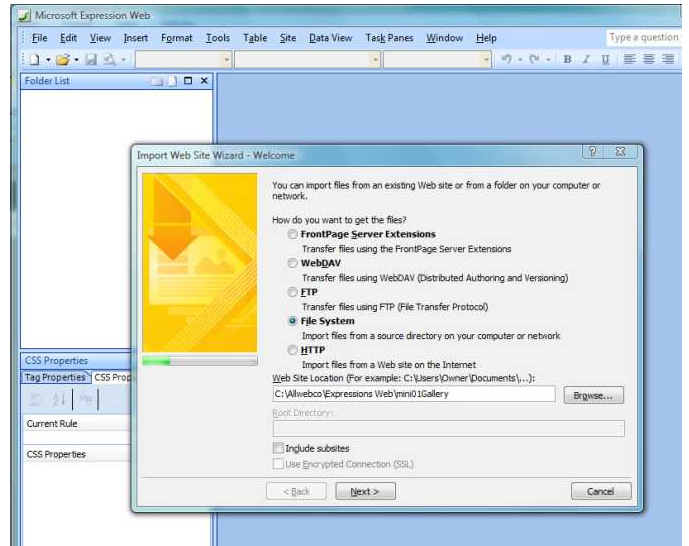 Microsoft Expression Web
File Edit View Insert Format Tools Table Site Data View Task Panes Window Help Type a question
B I U
Folder List
Import Web Site Wizard - Welcome
You can import files from an existing Web site or from a folder on your computer or
network.
How do you want to get the files?
FrontPage Server Extensions
Transfer files using the FrontPage Server Extensions
WebDAV
Transfer files using WebDAV (Distributed Authoring and Versioning)
FTP
Transfer files using FTP (File Transfer Protocol)
File System
Import files from a source directory on your computer or network
HTTP
Import files from a Web site on the Internet
Web Site Location (For example: C:\Users\Owner\Documents\...):
C:\Allwebco\Expressions Web\mini01Gallery
Browse...
Root Directory:
Include subsites
Use Encrypted Connection (SSL)
< Back Next > Cancel
CSS Properties
Tag Properties CSS Prop
Current Rule
CSS Properties